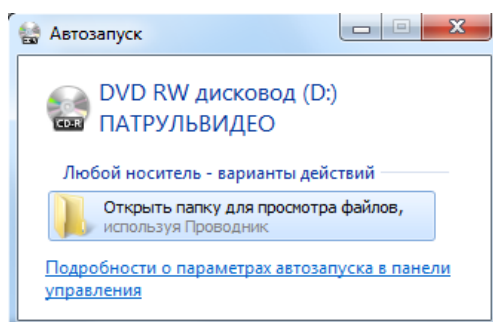 Автозапуск
DVD RW дисковод (D:)
ПАТРУЛЬВИДЕО
CD-R
Любой носитель - варианты действий
Открыть папку для просмотра файлов,
используя Проводник
Подробности о параметрах автозапуска в панели
управления